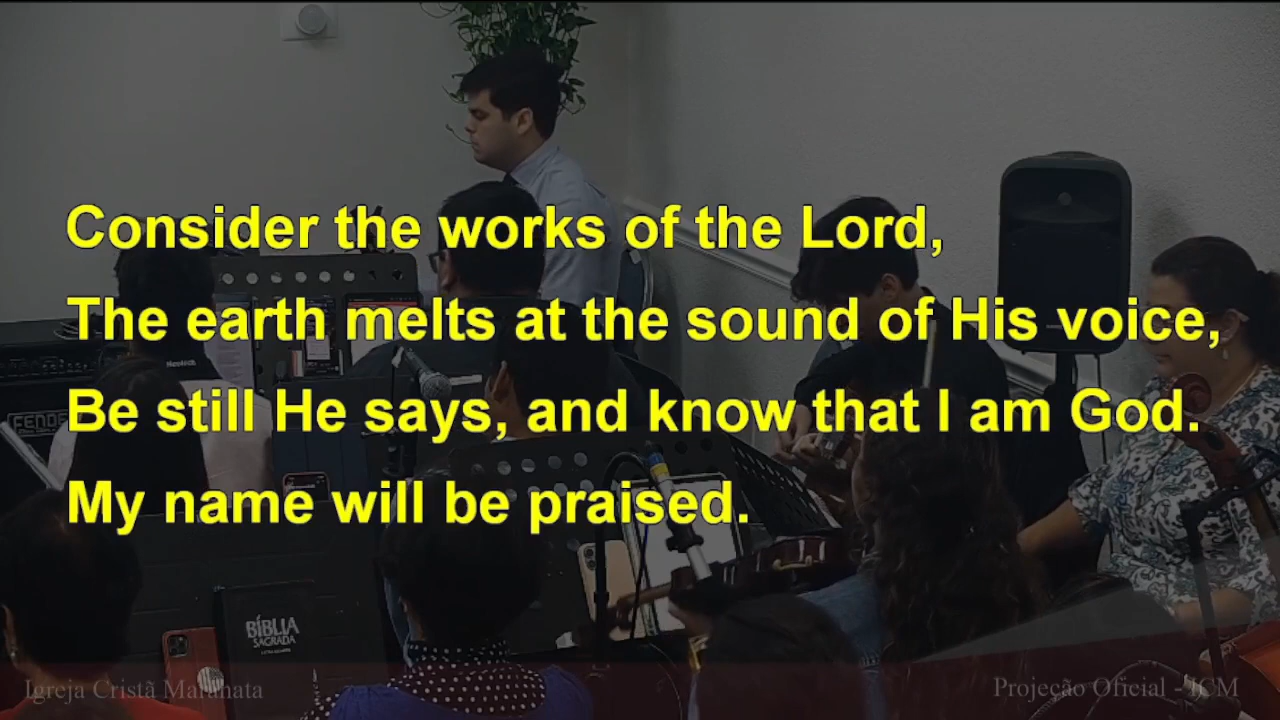 Consider the works of the Lord,
The earth melts at the sound of His voice,
Be still He says, and know that I am God.
My name will be praised.
BÍBLIA
SAGRADA
Igreja Cristã Maranata
Projeção Oficial - ICM